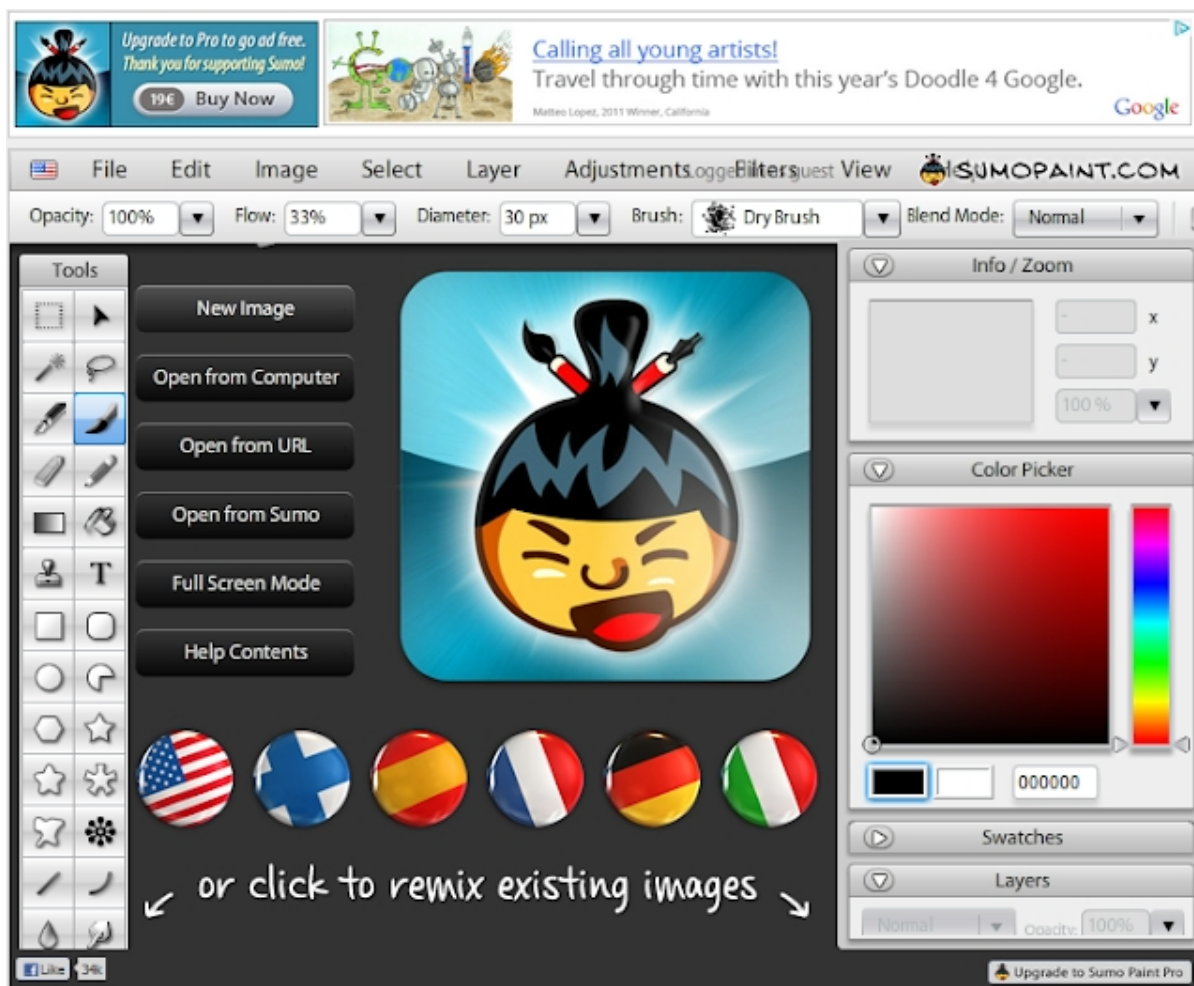 Upgrade to Pro to go ad free.
Thank you for supporting Sumo!
19€ Buy Now
Calling all young artists!
Travel through time with this year's Doodle 4 Google.
Matteo Lopez, 2011 Winner, California
Google
File Edit Image Select Layer Adjustments Filters View
SUMOPAINT.COM
Opacity: 100% Flow: 33% Diameter: 30 px Brush: Dry Brush Blend Mode: Normal
Tools
T
New Image
Open from Computer
Open from URL
Open from Sumo
Full Screen Mode
Help Contents
or click to remix existing images
Info / Zoom
- x
- y
100 %
Color Picker
000000
Swatches
Layers
Normal Opacity: 100%
Like 34k
Upgrade to Sumo Paint Pro